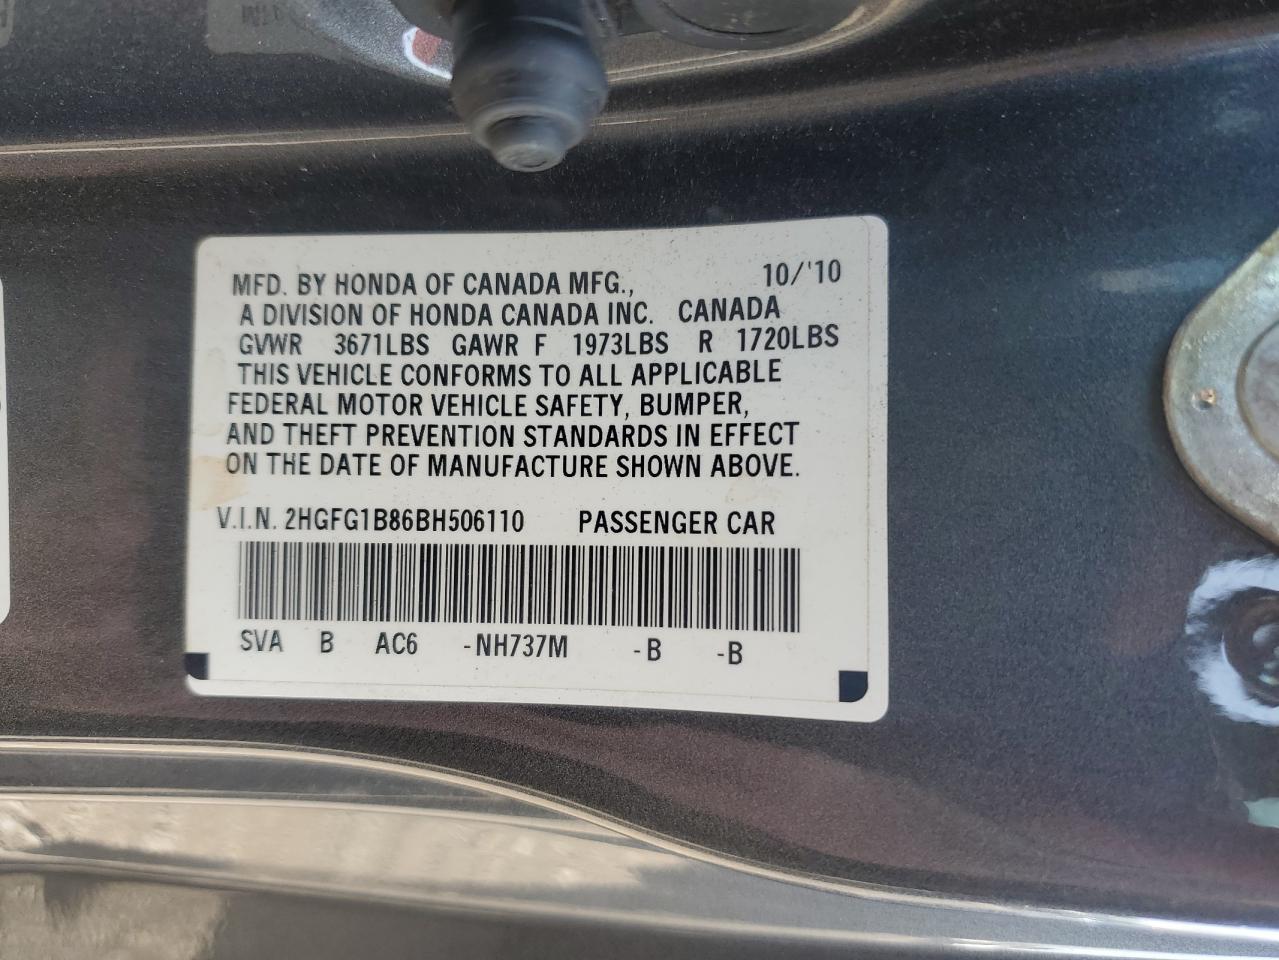 MFD. BY HONDA OF CANADA MFG., 10/'10
A DIVISION OF HONDA CANADA INC. CANADA
GVWR 3671LBS GAWR F 1973LBS R 1720LBS
THIS VEHICLE CONFORMS TO ALL APPLICABLE
FEDERAL MOTOR VEHICLE SAFETY, BUMPER,
AND THEFT PREVENTION STANDARDS IN EFFECT
ON THE DATE OF MANUFACTURE SHOWN ABOVE.
V.I.N. 2HGFG1B86BH506110 PASSENGER CAR
SVA B AC6 -NH737M -B -B